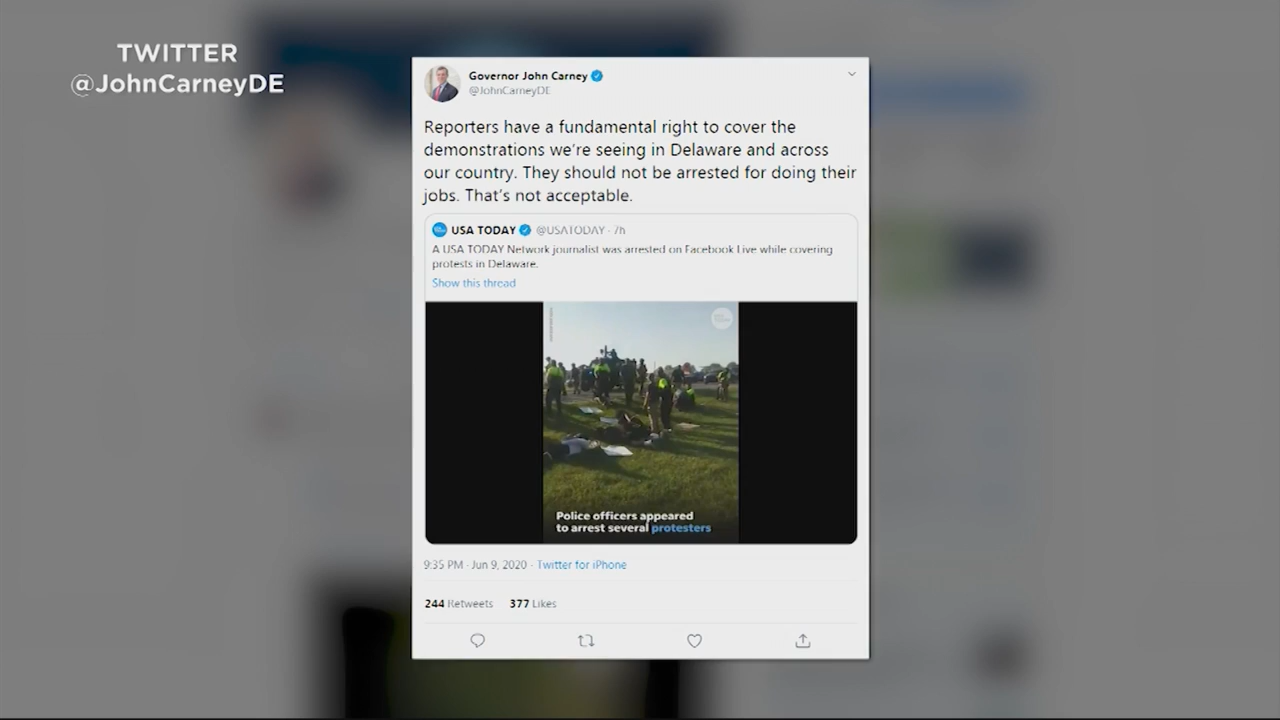 TWITTER
@JohnCarneyDE
Governor John Carney
@JohnCarneyDE
Reporters have a fundamental right to cover the
demonstrations we're seeing in Delaware and across
our country. They should not be arrested for doing their
jobs. That's not acceptable.
USA TODAY @USATODAY · 7h
A USA TODAY Network journalist was arrested on Facebook Live while covering
protests in Delaware.
Show this thread
Police officers appeared
to arrest several protesters
9:35 PM · Jun 9, 2020 · Twitter for iPhone
244 Retweets 377 Likes